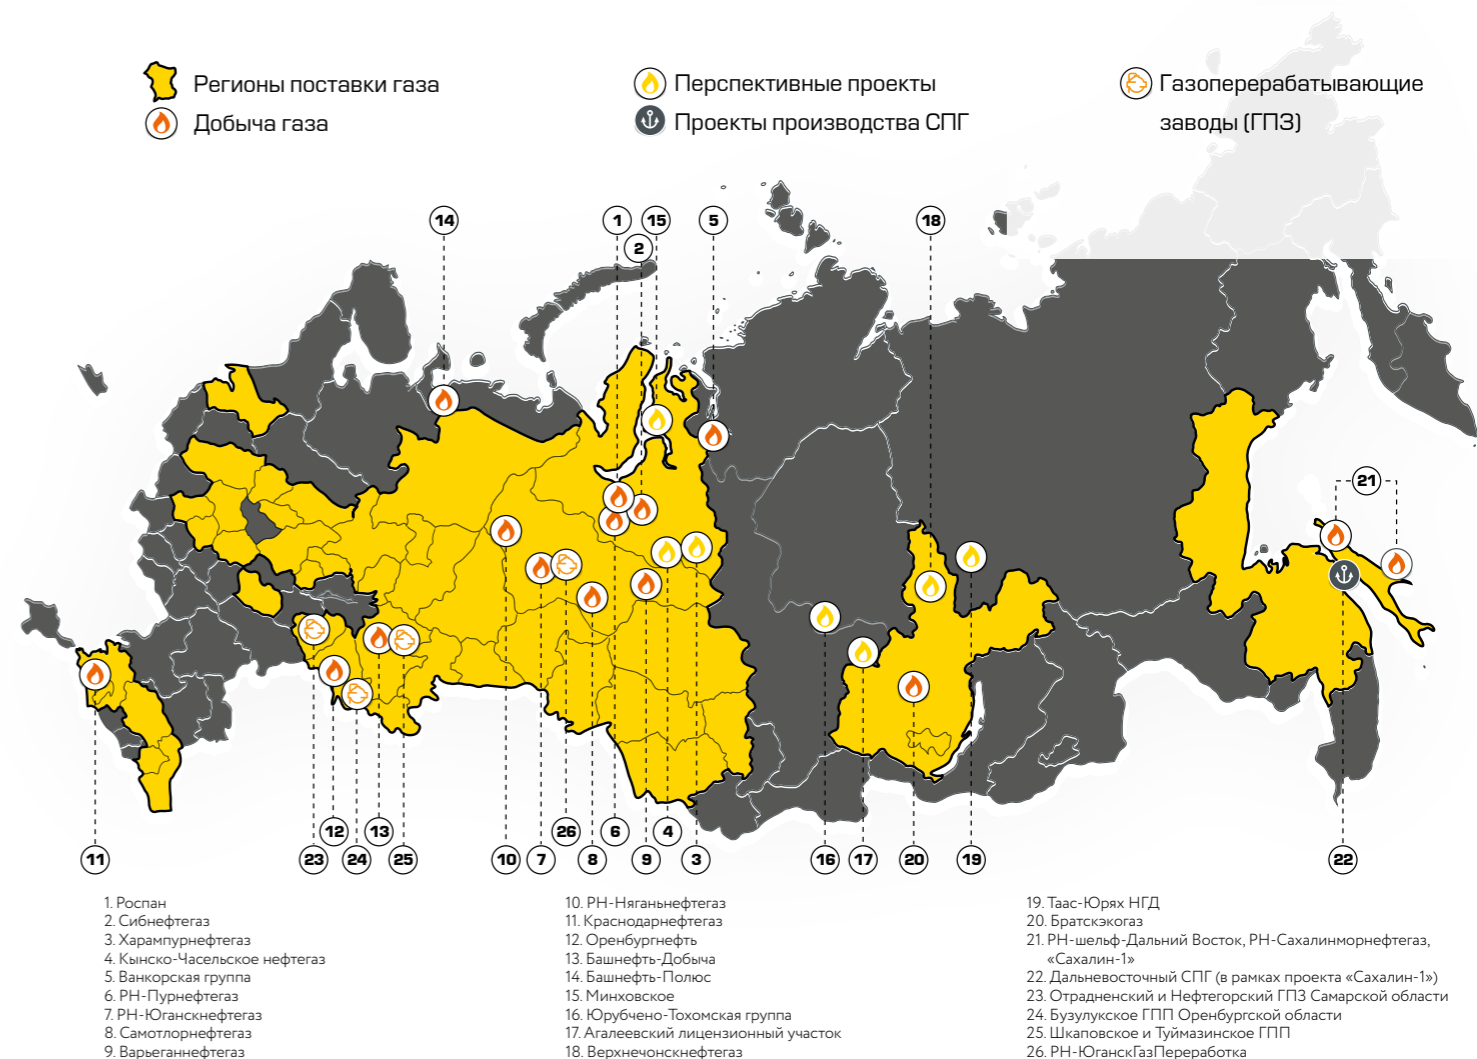 Регионы поставки газа
Добыча газа
Перспективные проекты
Проекты производства СПГ
Газоперерабатывающие
заводы (ГПЗ)
14
1
15
2
5
18
21
11
23
12
24
13
25
10
7
26
8
6
9
4
3
16
17
20
19
22
1. Роспан
2. Сибнефтегаз
3. Харампурнефтегаз
4. Кынско-Часельское нефтегаз
5. Ванкорская группа
6. РН-Пурнефтегаз
7. РН-Юганскнефтегаз
8. Самотлорнефтегаз
9. Варьеганнефтегаз
10. РН-Няганьнефтегаз
11. Краснодарнефтегаз
12. Оренбургнефть
13. Башнефть-Добыча
14. Башнефть-Полюс
15. Минховское
16. Юрубчено-Тохомская группа
17. Агалеевский лицензионный участок
18. Верхнечонскнефтегаз
19. Таас-Юрях НГД
20. Братскэкогаз
21. РН-шельф-Дальний Восток, РН-Сахалинморнефтегаз,
«Сахалин-1»
22. Дальневосточный СПГ (в рамках проекта «Сахалин-1»)
23. Отрадненский и Нефтегорский ГПЗ Самарской области
24. Бузулукское ГПП Оренбургской области
25. Шкаповское и Туймазинское ГПП
26. РН-ЮганскГазПереработка